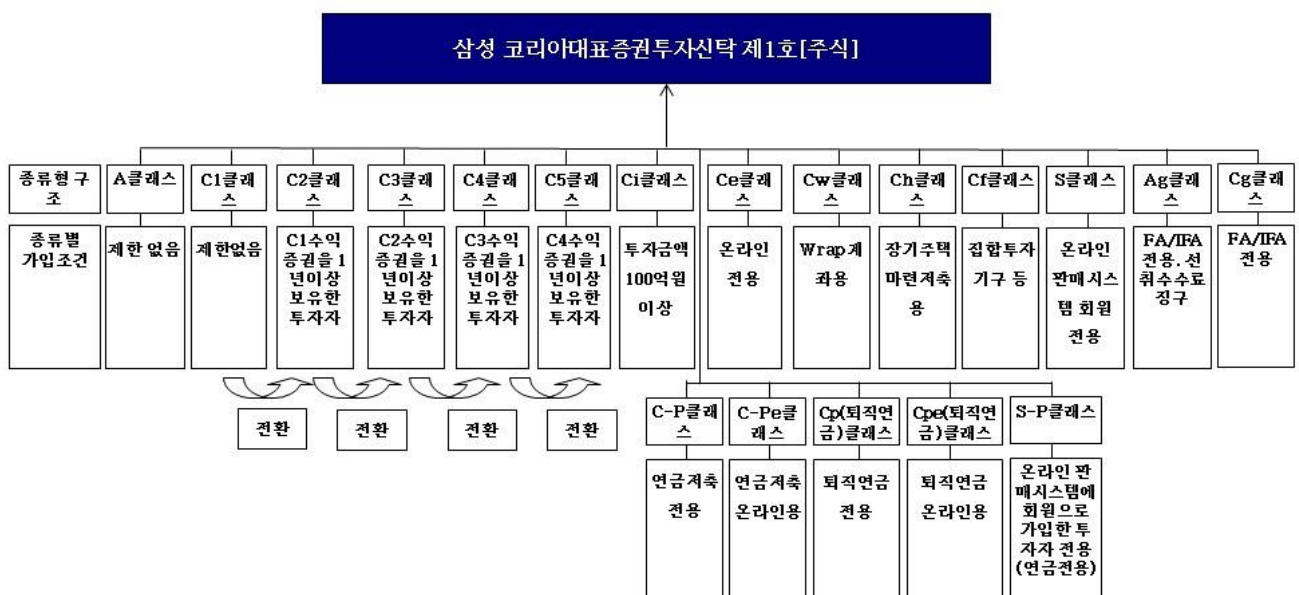 삼성 코리아대표증권투자신탁 제1호[주식]
종류형 구
조
A클래스
C1클래
스
C2클래
스
C3클래
스
C4클래
스
C5클래
스
Ci클래스
Ce클래
스
Cw클래
스
Ch클래
스
Cf클래스
S클래스
Ag클래
스
Cg클래
스
종류별
가입조건
제한 없음
제한없음
C1수익
증권을 1
년이상
보유한
투자자
C2수익
증권을 1
년이상
보유한
투자자
C3수익
증권을 1
년이상
보유한
투자자
C4수익
증권을 1
년이상
보유한
투자자
투자금액
100억원
이상
온라인
전용
Wrap계
좌용
장기주택
마련저축
용
집합투자
기구 등
온라인
판매시스
템 회원
전용
FA/IFA
전용. 선
취수수료
징구
FA/IFA
전용
전환
전환
전환
전환
C-P클래
스
C-Pe클
래스
Cp(퇴직연
금)클래스
Cpe(퇴직연
금)클래스
S-P클래스
연금저축
전용
연금저축
온라인용
퇴직연금
전용
퇴직연금
온라인용
온라인 판
매시스템에
회원으로
가입한 투
자자 전용
(연금전용)